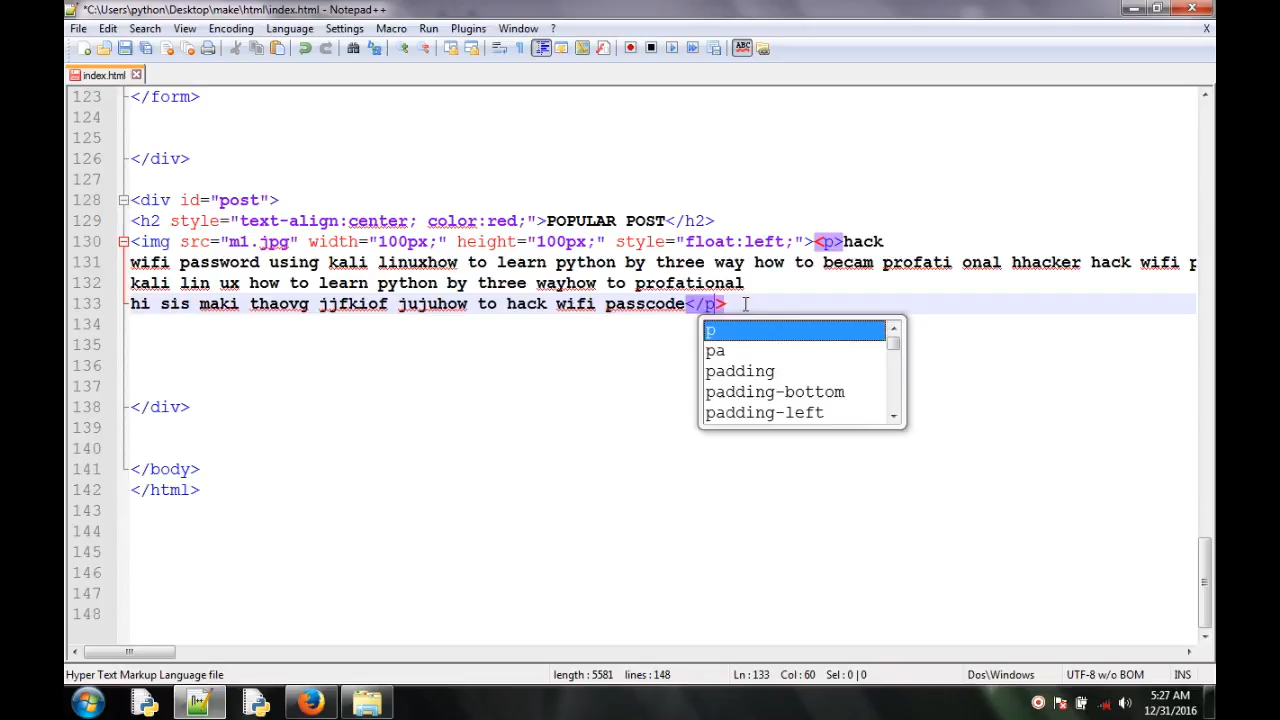 *C:\Users\python\Desktop\make\html\index.html - Notepad++
File Edit Search View Encoding Language Settings Macro Run Plugins Window ? X
ABC
index.html
123 </form>
124
125
126 </div>
127
128 <div id="post">
129 <h2 style="text-align:center; color:red;">POPULAR POST</h2>
130 <img src="m1.jpg" width="100px;" height="100px;" style="float:left;"><p>hack
131 wifi password using kali linuxhow to learn python by three way how to becam profati onal hhacker hack wifi p
132 kali lin ux how to learn python by three wayhow to profational
133 hi sis maki thaovg jjfkiof jujuhow to hack wifi passcode</p>
134
p
135
pa
136
padding
137
padding-bottom
138 </div>
padding-left
139
140
141 </body>
142 </html>
143
144
145
146
147
148
Hyper Text Markup Language file length : 5581 lines : 148 Ln : 133 Col : 60 Sel : 0 | 0 Dos\Windows UTF-8 w/o BOM INS
5:27 AM
12/31/2016